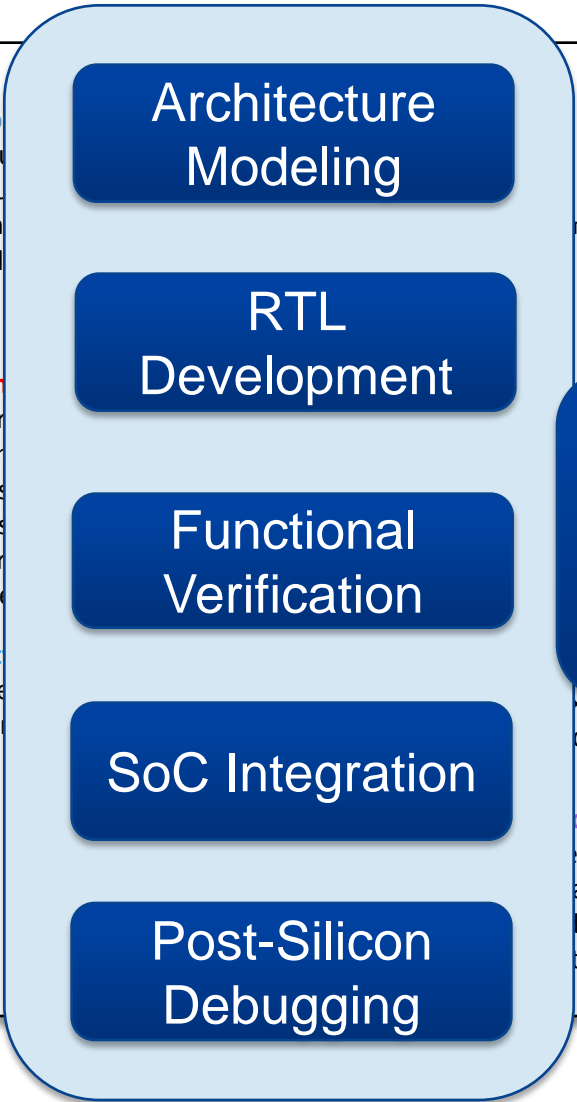 Architecture
Modeling
RTL
Development
Functional
Verification
SoC Integration
Post-Silicon
Debugging